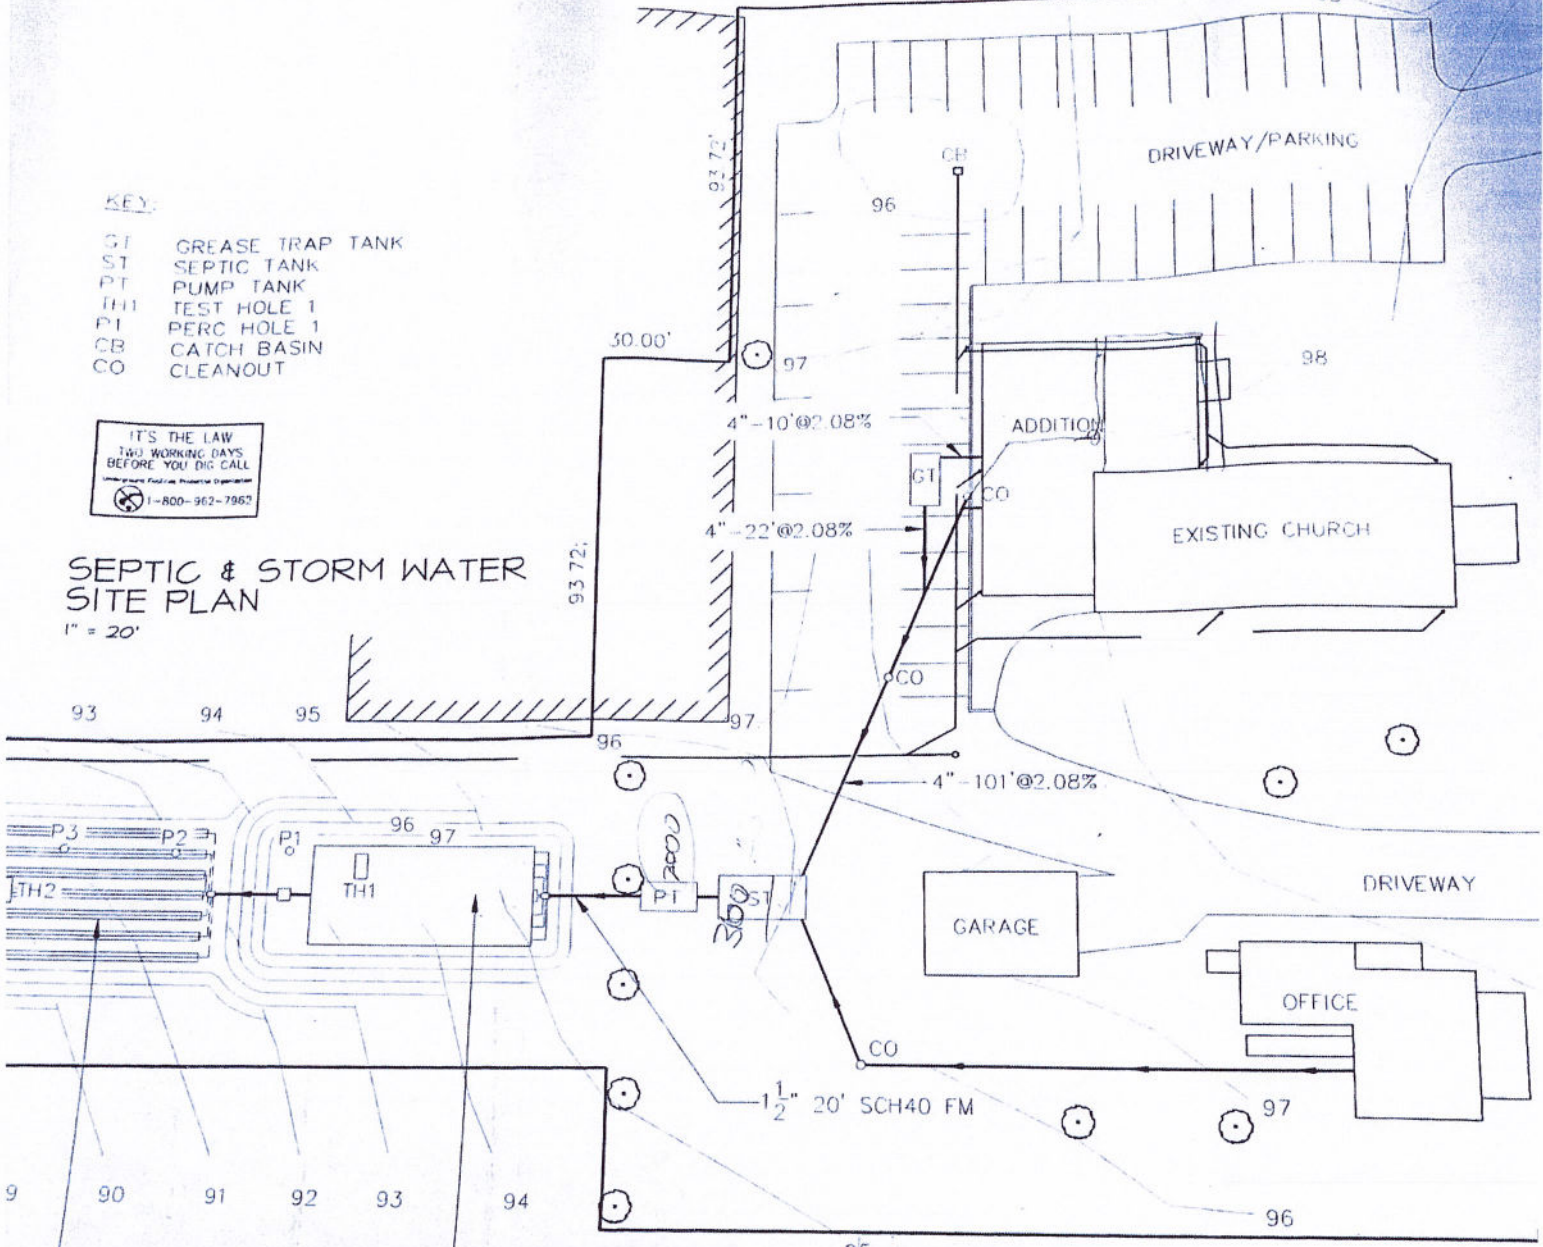 DRIVEWAY/PARKING
93.72'
CB
96
KEY:
GT GREASE TRAP TANK
ST SEPTIC TANK
PT PUMP TANK
TH1 TEST HOLE 1
P1 PERC HOLE 1
CB CATCH BASIN
CO CLEANOUT
30.00'
97
98
4"-10'@2.08%
ADDITION
IT'S THE LAW
TWO WORKING DAYS
BEFORE YOU DIG CALL
1-800-962-7962
GT
CO
4"-22'@2.08%
EXISTING CHURCH
SEPTIC & STORM WATER
SITE PLAN
1" = 20'
93.72'
CO
93
94
95
97
96
4"-101'@2.08%
P3
P2
P1
96
97
2000
TH2
TH1
PT
3100
ST
GARAGE
DRIVEWAY
OFFICE
CO
1 1/2" 20' SCH40 FM
97
9
90
91
92
93
94
96